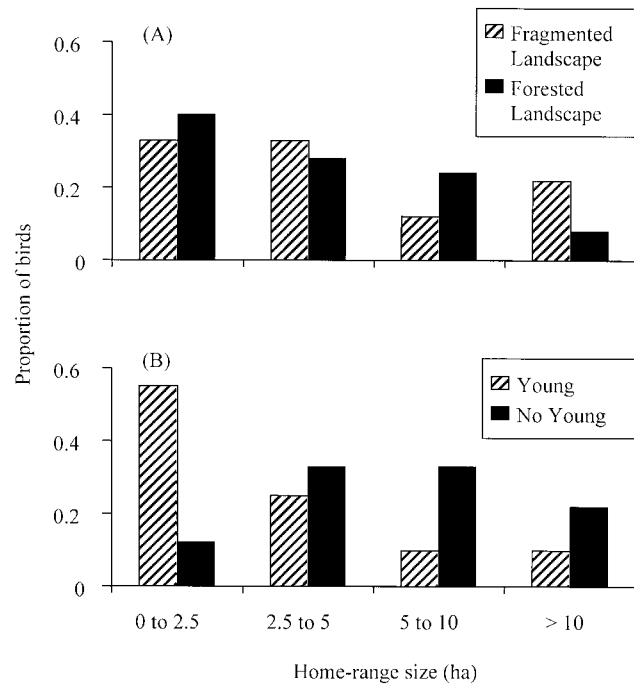 (A)
Fragmented
Landscape
Forested
Landscape
0.6
0.4
0.2
0
Proportion of birds
(B)
Young
No Young
0.6
0.4
0.2
0
0 to 2.5
2.5 to 5
5 to 10
> 10
Home-range size (ha)